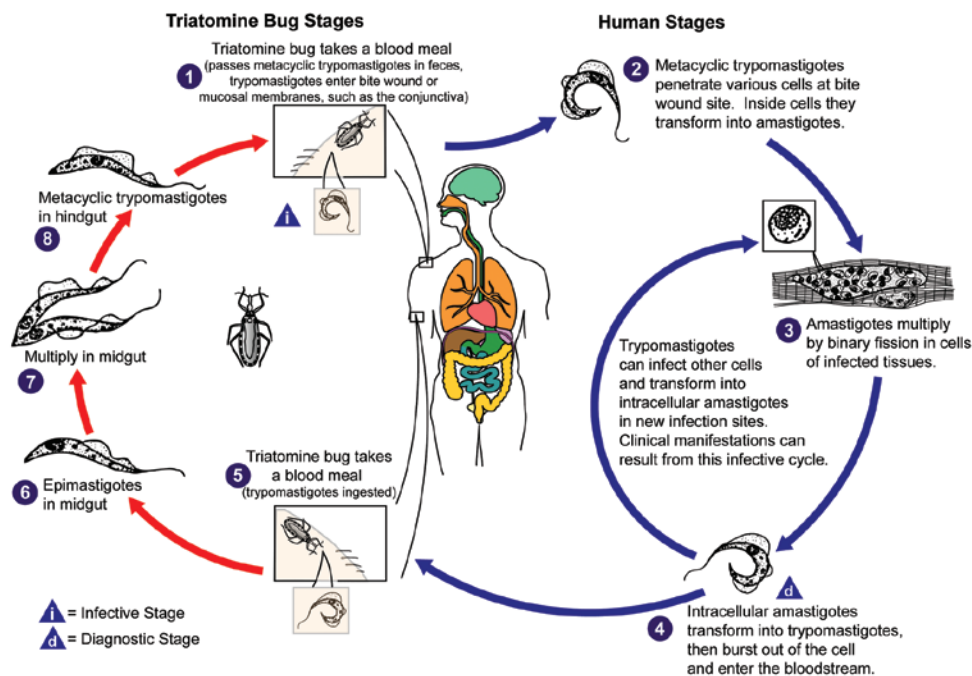 Triatomine Bug Stages
Human Stages
1
Triatomine bug takes a blood meal
(passes metacyclic trypomastigotes in feces,
trypomastigotes enter bite wound or
mucosal membranes, such as the conjunctiva)
i
2
Metacyclic trypomastigotes
penetrate various cells at bite
wound site. Inside cells they
transform into amastigotes.
3
Amastigotes multiply
by binary fission in cells
of infected tissues.
Trypomastigotes
can infect other cells
and transform into
intracellular amastigotes
in new infection sites.
Clinical manifestations can
result from this infective cycle.
d
4
Intracellular amastigotes
transform into trypomastigotes,
then burst out of the cell
and enter the bloodstream.
5
Triatomine bug takes
a blood meal
(trypomastigotes ingested)
6
Epimastigotes
in midgut
Multiply in midgut
7
Metacyclic trypomastigotes
in hindgut
8
i = Infective Stage
d = Diagnostic Stage